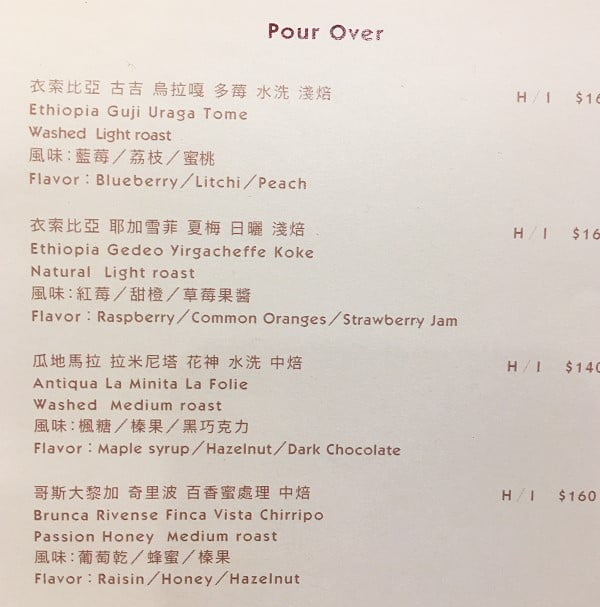 Pour Over
衣索比亞 古吉 烏拉嘎 多莓 水洗 淺焙 H / I
Ethiopia Guji Uraga Tome
Washed Light roast
風味:藍莓／荔枝／蜜桃
Flavor：Blueberry／Litchi／Peach
衣索比亞 耶加雪菲 夏梅 日曬 淺焙 H / I
Ethiopia Gedeo Yirgacheffe Koke
Natural Light roast
風味:紅莓／甜橙／草莓果醬
Flavor：Raspberry／Common Oranges／Strawberry Jam
瓜地馬拉 拉米尼塔 花神 水洗 中焙 H / I $140
Antiqua La Minita La Folie
Washed Medium roast
風味:楓糖／榛果／黑巧克力
Flavor：Maple syrup／Hazelnut／Dark Chocolate
哥斯大黎加 奇里波 百香蜜處理 中焙 H / I $160
Brunca Rivense Finca Vista Chirripo
Passion Honey Medium roast
風味:葡萄乾／蜂蜜／榛果
Flavor：Raisin／Honey／Hazelnut